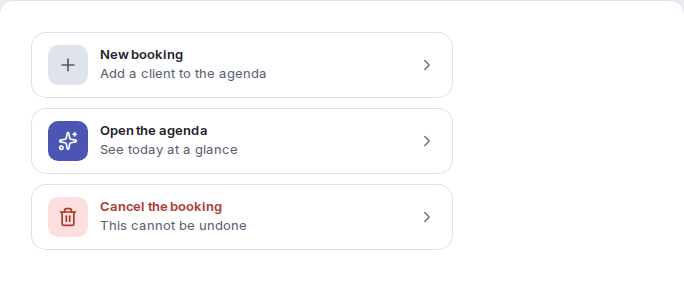 New booking
Add a client to the agenda
Open the agenda
See today at a glance
Cancel the booking
This cannot be undone